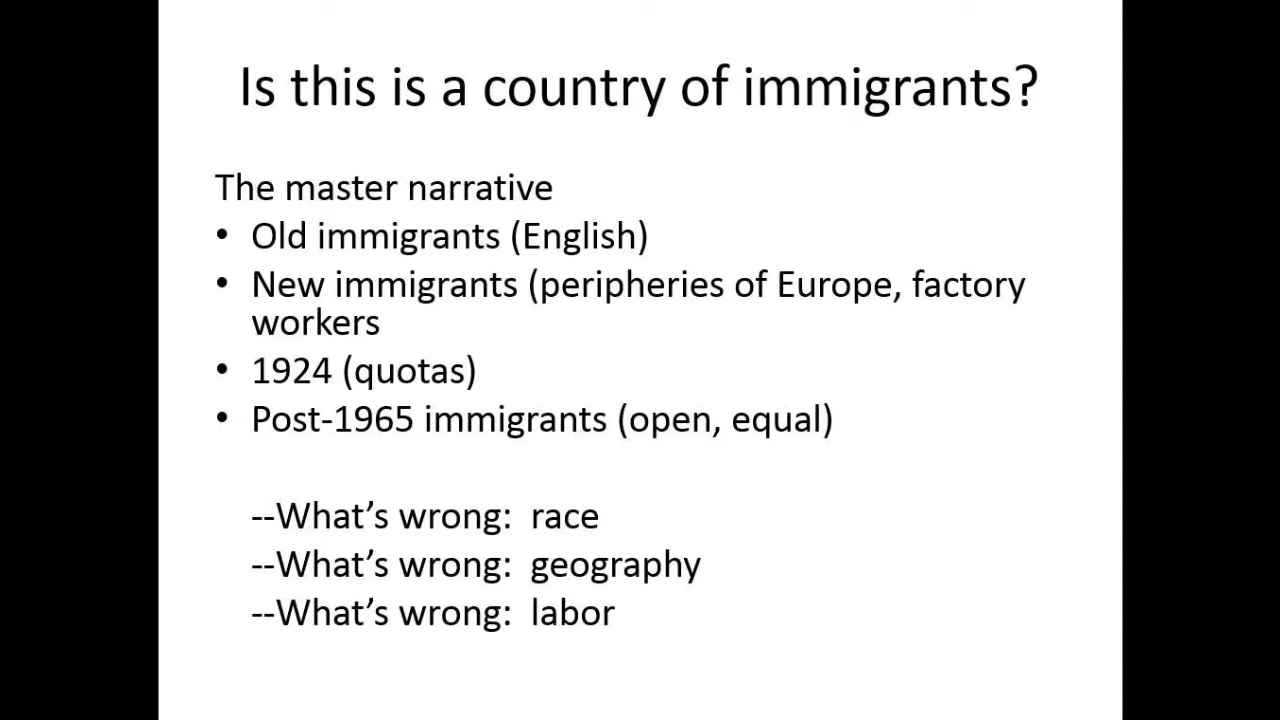 Is this is a country of immigrants?
The master narrative
• Old immigrants (English)
• New immigrants (peripheries of Europe, factory
workers
• 1924 (quotas)
• Post-1965 immigrants (open, equal)
--What’s wrong:  race
--What’s wrong:  geography
--What’s wrong:  labor